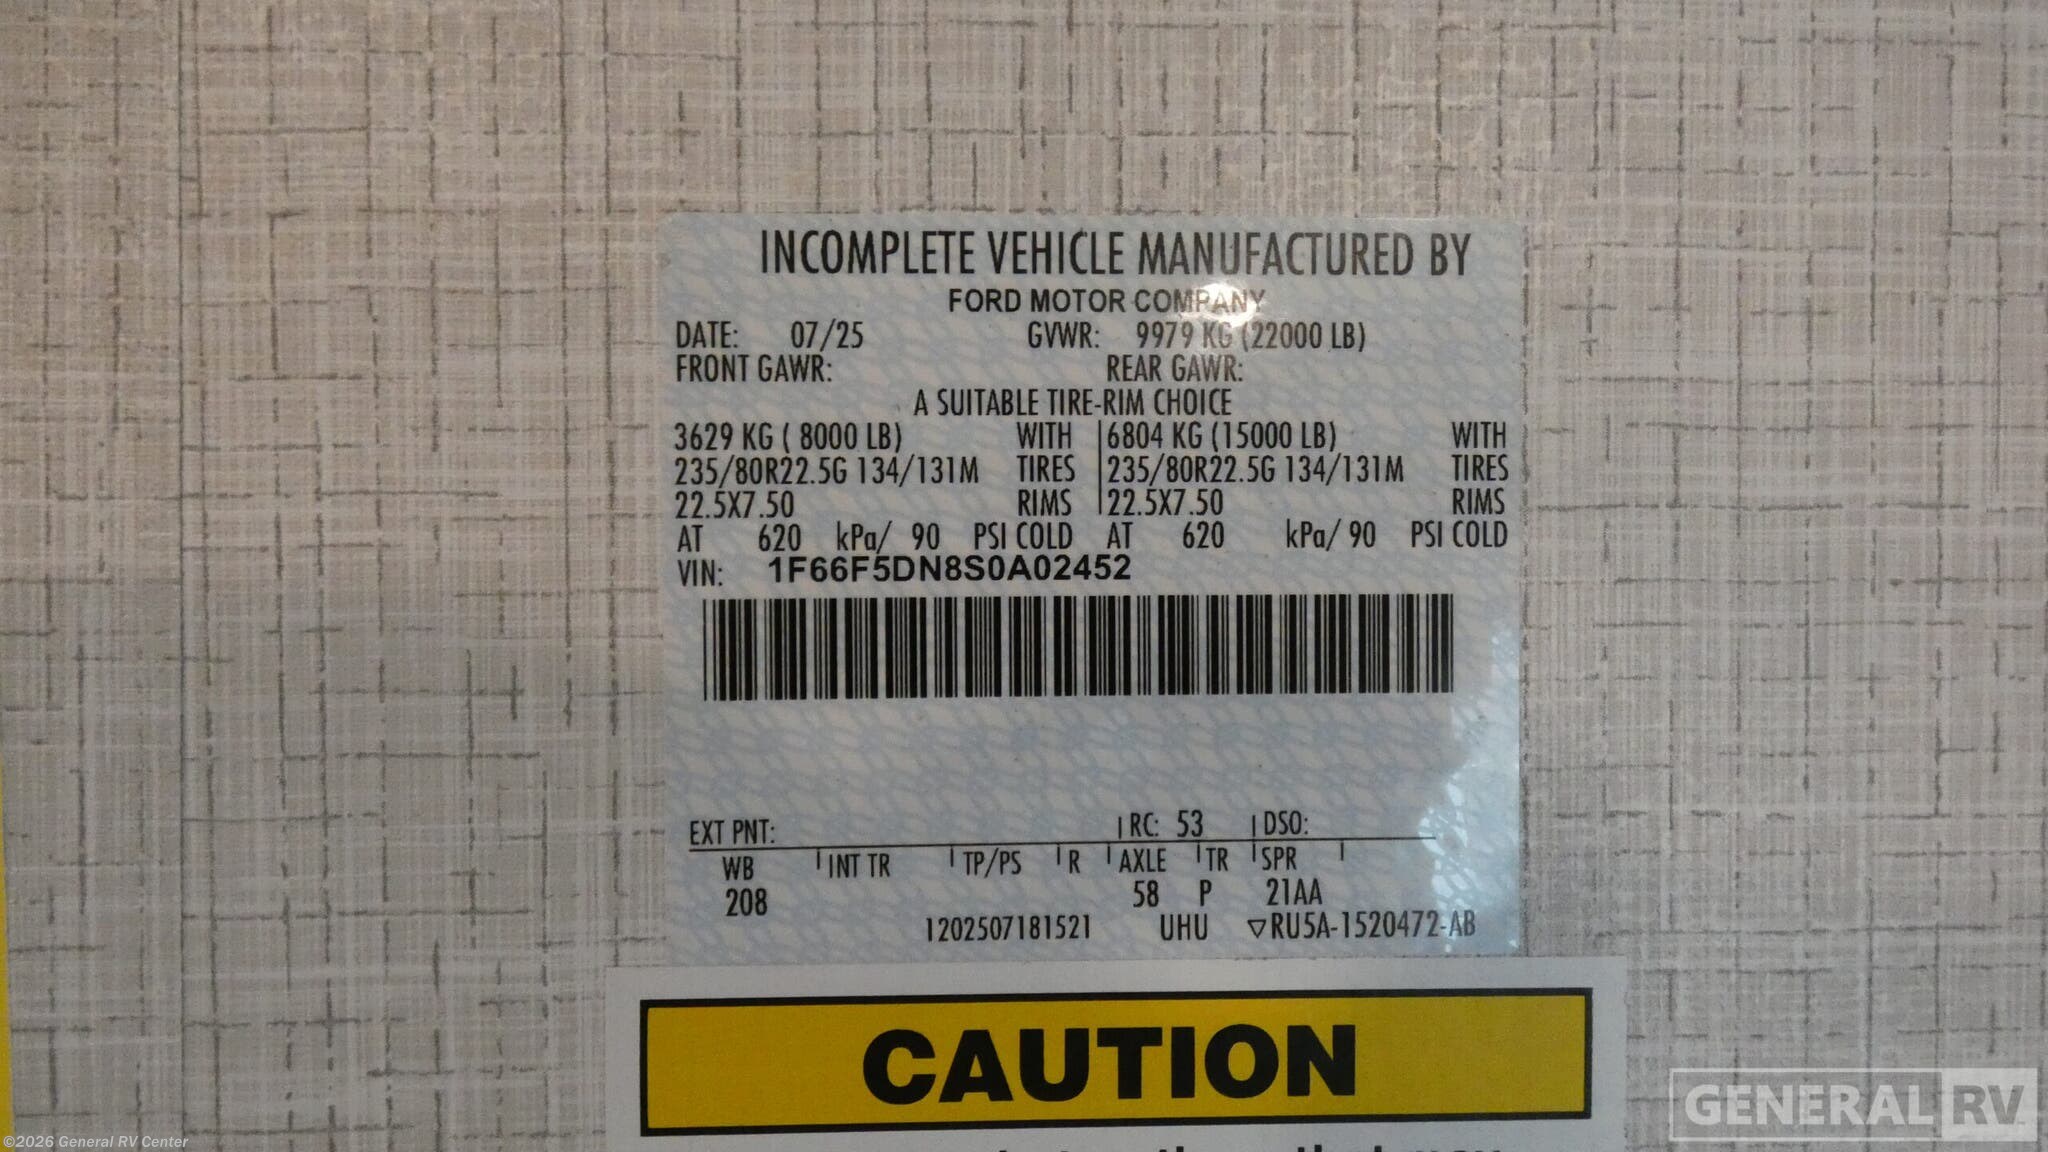 INCOMPLETE VEHICLE MANUFACTURED BY
FORD MOTOR COMPANY
DATE: 07/25 GVWR: 9979 KG (22000 LB)
FRONT GAWR: REAR GAWR:
A SUITABLE TIRE-RIM CHOICE
3629 KG ( 8000 LB) WITH 6804 KG (15000 LB) WITH
235/80R22.5G 134/131M TIRES 235/80R22.5G 134/131M TIRES
22.5X7.50 RIMS 22.5X7.50 RIMS
AT 620 kPa/ 90 PSI COLD AT 620 kPa/ 90 PSI COLD
VIN: 1F66F5DN8S0A02452
EXT PNT: RC: 53 DSO:
WB INT TR TP/PS R AXLE TR SPR
208 58 P 21AA
1202507181521 UHU ▽RU5A-1520472-AB
CAUTION
GENERAL RV
©2026 General RV Center